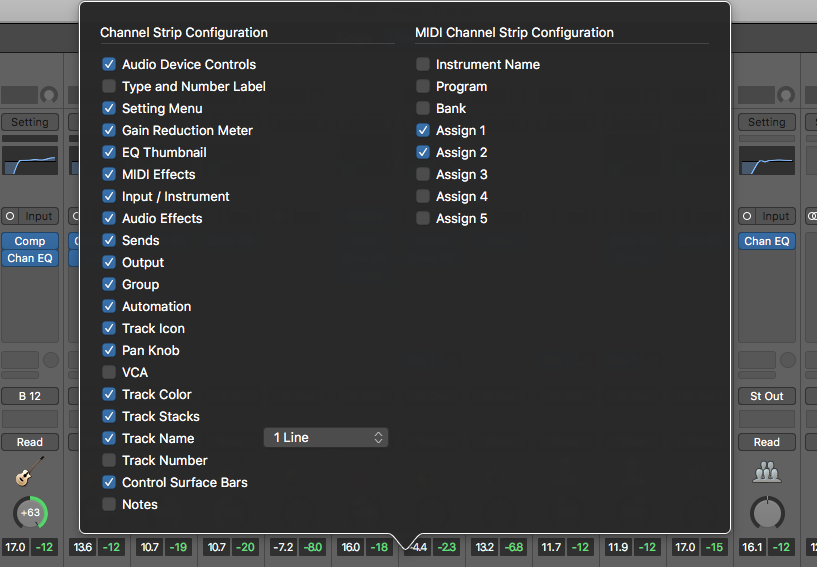 Channel Strip Configuration
Audio Device Controls
Type and Number Label
Setting Menu
Gain Reduction Meter
EQ Thumbnail
MIDI Effects
Input / Instrument
Audio Effects
Sends
Output
Group
Automation
Track Icon
Pan Knob
VCA
Track Color
Track Stacks
Track Name 1 Line
Track Number
Control Surface Bars
Notes
MIDI Channel Strip Configuration
Instrument Name
Program
Bank
Assign 1
Assign 2
Assign 3
Assign 4
Assign 5
Setting
Input
Comp
Chan EQ
B 12
Read
+63
Setting
Input
Chan EQ
St Out
Read
17.0 -12 13.6 -12 10.7 -19 10.7 -20 -7.2 -8.0 16.0 -18 -4.4 -2.3 13.2 -6.8 11.7 -12 11.9 -12 17.0 -15 16.1 -12